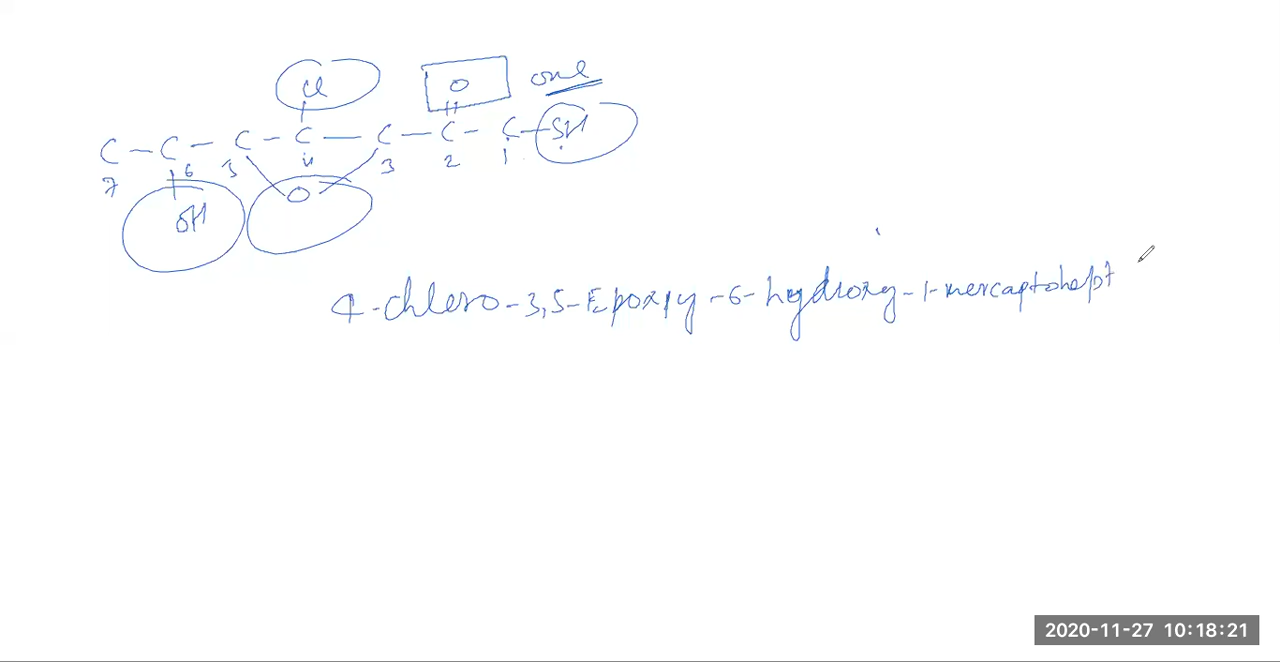 Cl O one
C - C - C - C - C - C - C - SH
7 6 5 4 3 2 1
OH O
4-chloro-3,5-Epoxy-6-hydroxy-1-mercaptohept
2020-11-27 10:18:21